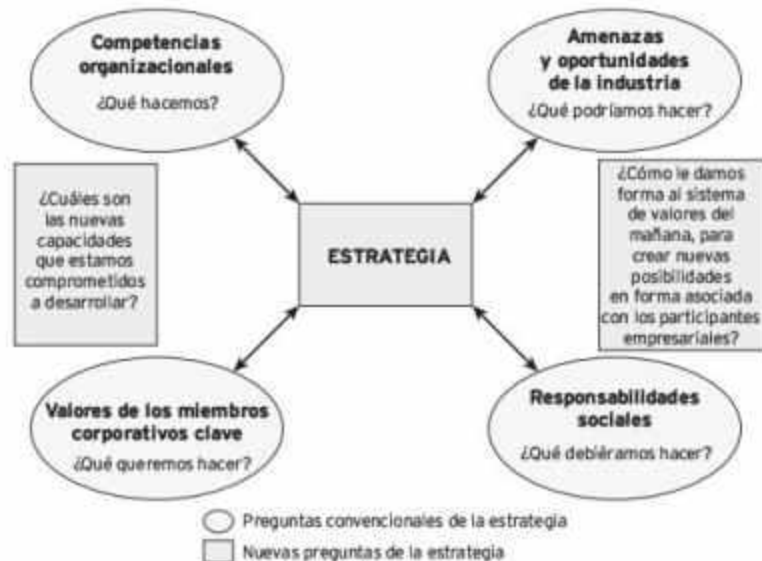 Competencias
organizacionales
¿Qué hacemos?
Amenazas
y oportunidades
de la industria
¿Qué podríamos hacer?
¿Cuáles son
las nuevas
capacidades
que estamos
comprometidos
a desarrollar?
ESTRATEGIA
¿Cómo le damos
forma al sistema
de valores del
mañana, para
crear nuevas
posibilidades
en forma asociada
con los participantes
empresariales?
Valores de los miembros
corporativos clave
¿Qué queremos hacer?
Responsabilidades
sociales
¿Qué debiéramos hacer?
Preguntas convencionales de la estrategia
Nuevas preguntas de la estrategia